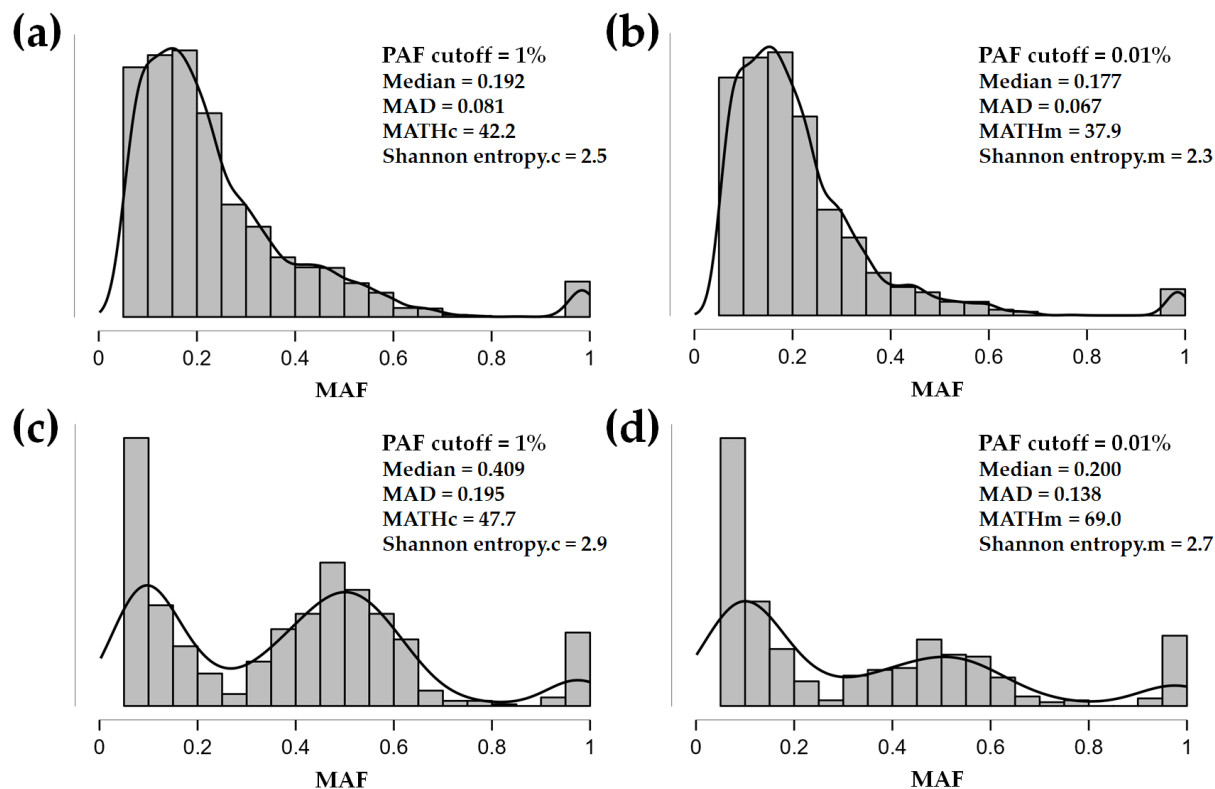 (a)
PAF cutoff = 1%
Median = 0.192
MAD = 0.081
MATHc = 42.2
Shannon entropy.c = 2.5
0 0.2 0.4 0.6 0.8 1
MAF
(b)
PAF cutoff = 0.01%
Median = 0.177
MAD = 0.067
MATHm = 37.9
Shannon entropy.m = 2.3
0 0.2 0.4 0.6 0.8 1
MAF
(c)
PAF cutoff = 1%
Median = 0.409
MAD = 0.195
MATHc = 47.7
Shannon entropy.c = 2.9
0 0.2 0.4 0.6 0.8 1
MAF
(d)
PAF cutoff = 0.01%
Median = 0.200
MAD = 0.138
MATHm = 69.0
Shannon entropy.m = 2.7
0 0.2 0.4 0.6 0.8 1
MAF